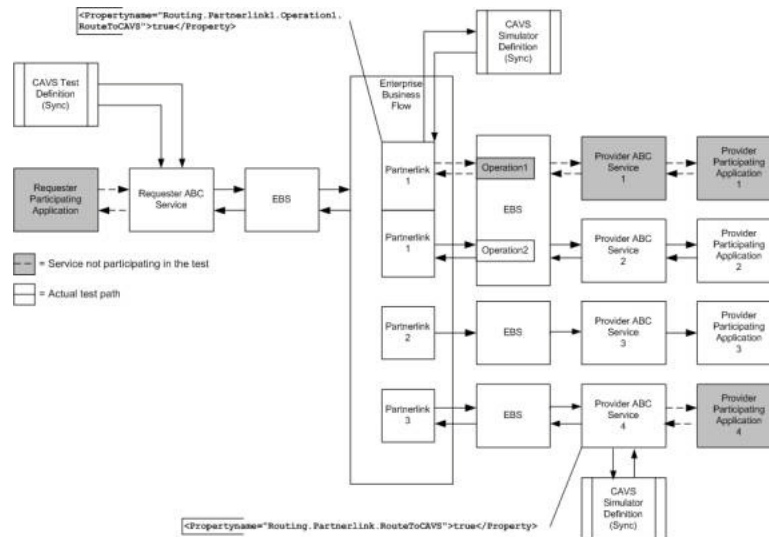 <Propertyname="Routing.Partnerlink1.Operation1.
RouteToCAVS">true</Property>
CAVS
Simulator
Definition
(Sync)
CAVS Test
Definition
(Sync)
Enterprise
Business
Flow
Requester
Participating
Application
Requester ABC
Service
EBS
Partnerlink
1
Operation1
EBS
Provider ABC
Service
1
Provider
Participating
Application
1
Partnerlink
1
Operation2
Provider ABC
Service
2
Provider
Participating
Application
2
= Service not participating in the test
= Actual test path
Partnerlink
2
EBS
Provider ABC
Service
3
Provider
Participating
Application
3
Partnerlink
3
EBS
Provider ABC
Service
4
Provider
Participating
Application
4
CAVS
Simulator
Definition
(Sync)
<Propertyname="Routing.Partnerlink.RouteToCAVS">true</Property>